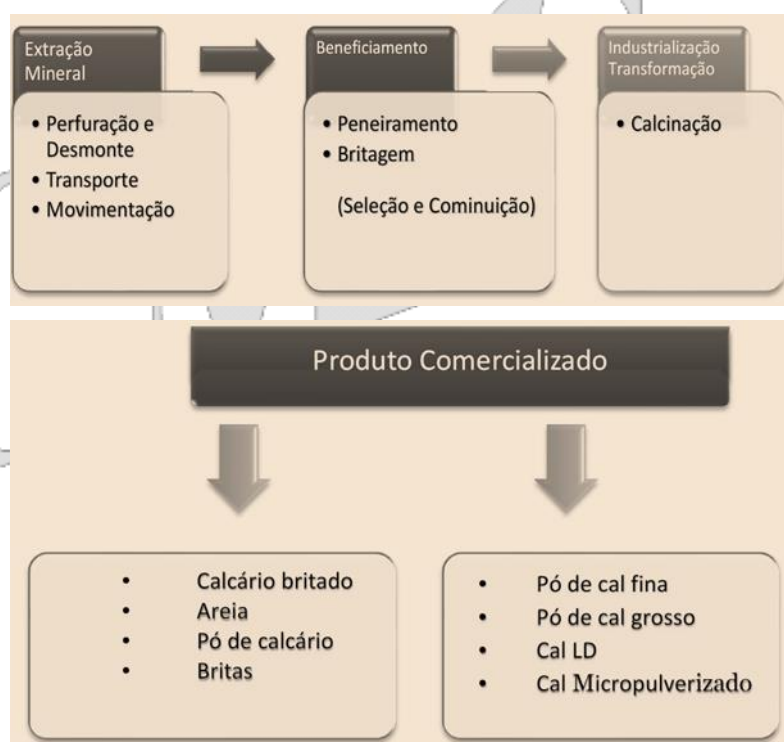 Extração
Mineral
• Perfuração e
Desmonte
• Transporte
• Movimentação
Beneficiamento
• Peneiramento
• Britagem
(Seleção e Cominuição)
Industrialização
Transformação
• Calcinação
Produto Comercializado
• Calcário britado
• Areia
• Pó de calcário
• Britas
• Pó de cal fina
• Pó de cal grosso
• Cal LD
• Cal Micropulverizado